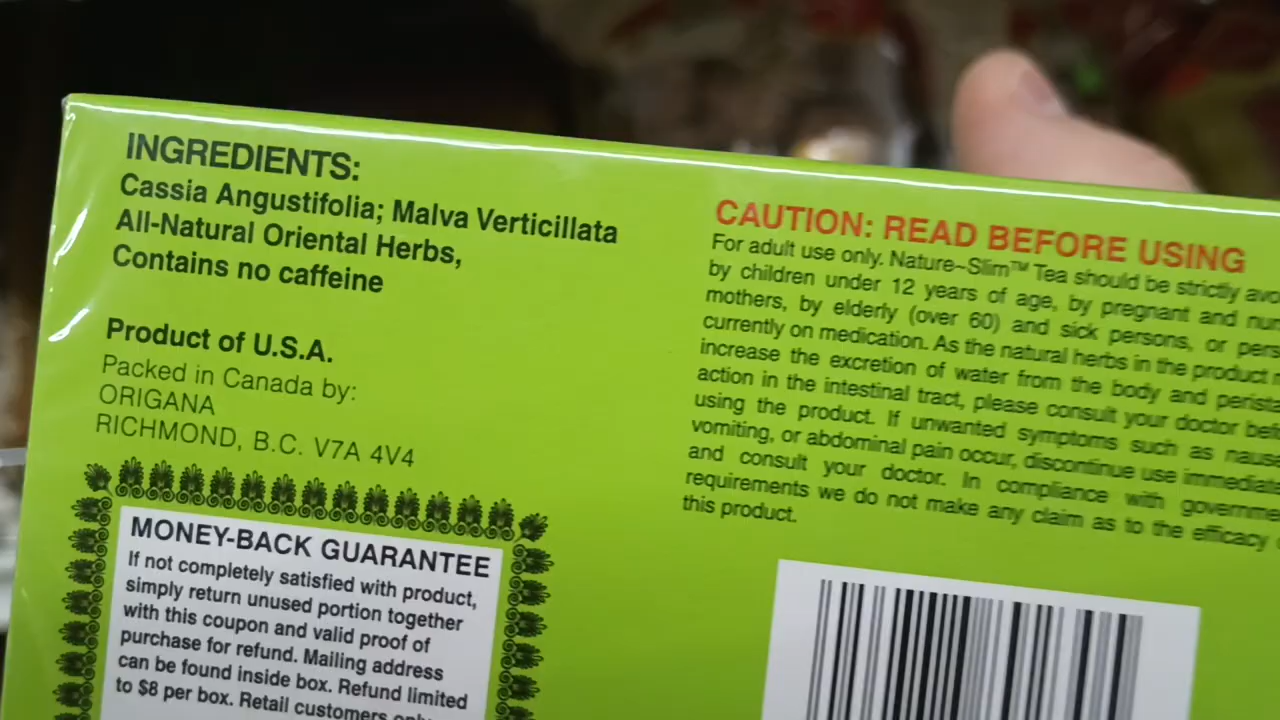 INGREDIENTS:
Cassia Angustifolia; Malva Verticillata
All-Natural Oriental Herbs,
Contains no caffeine
Product of U.S.A.
Packed in Canada by:
ORIGANA
RICHMOND, B.C. V7A 4V4
MONEY-BACK GUARANTEE
If not completely satisfied with product,
simply return unused portion together
with this coupon and valid proof of
purchase for refund. Mailing address
can be found inside box. Refund limited
to $8 per box. Retail customers only
CAUTION: READ BEFORE USING
For adult use only. Nature~Slim™ Tea should be strictly
by children under 12 years of age, by pregnant and
mothers, by elderly (over 60) and sick persons, or
currently on medication. As the natural herbs in the product
increase the excretion of water from the body and
action in the intestinal tract, please consult your doctor
using the product. If unwanted symptoms such as
vomiting, or abdominal pain occur, discontinue use
and consult your doctor. In compliance with
requirements we do not make any claim as to the efficacy
this product.